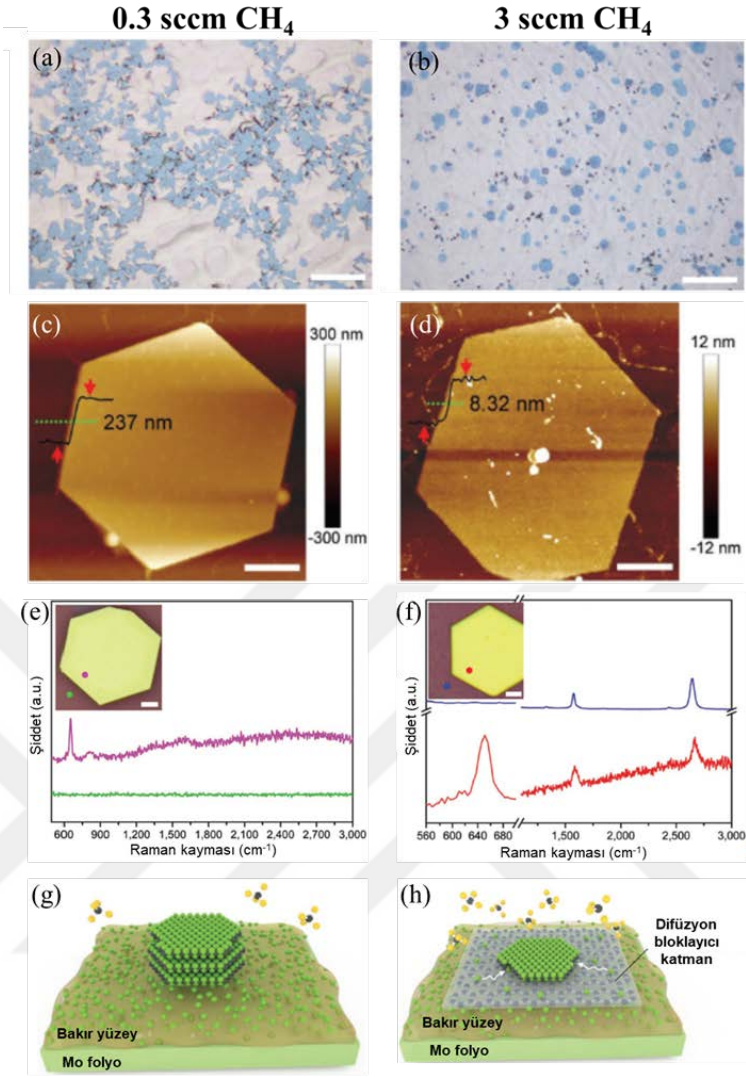 0.3 sccm CH₄
3 sccm CH₄
(a)
(b)
(c)
300 nm
237 nm
-300 nm
(d)
12 nm
8.32 nm
-12 nm
(e)
Şiddet (a.u.)
600 900 1,200 1,500 1,800 2,100 2,400 2,700 3,000
Raman kayması (cm⁻¹)
(f)
Şiddet (a.u.)
560 600 640 680 1,500 2,000 2,500 3,000
Raman kayması (cm⁻¹)
(g)
Bakır yüzey
Mo folyo
(h)
Difüzyon
bloklayıcı
katman
Bakır yüzey
Mo folyo